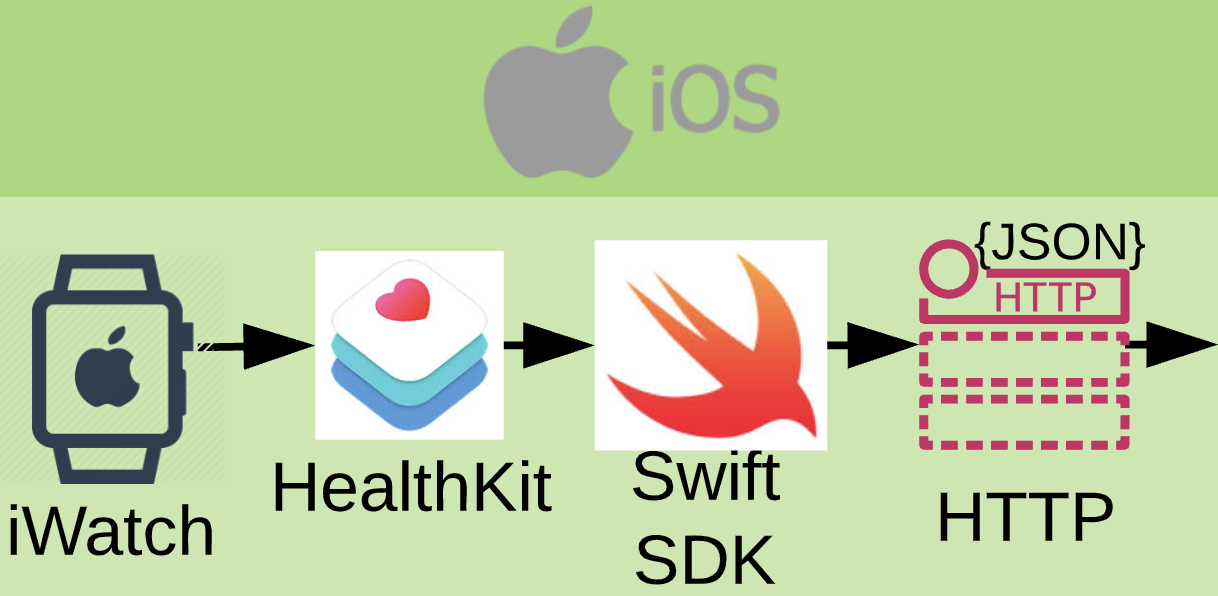 iOS
{JSON}
HTTP
iWatch
HealthKit
Swift
SDK
HTTP